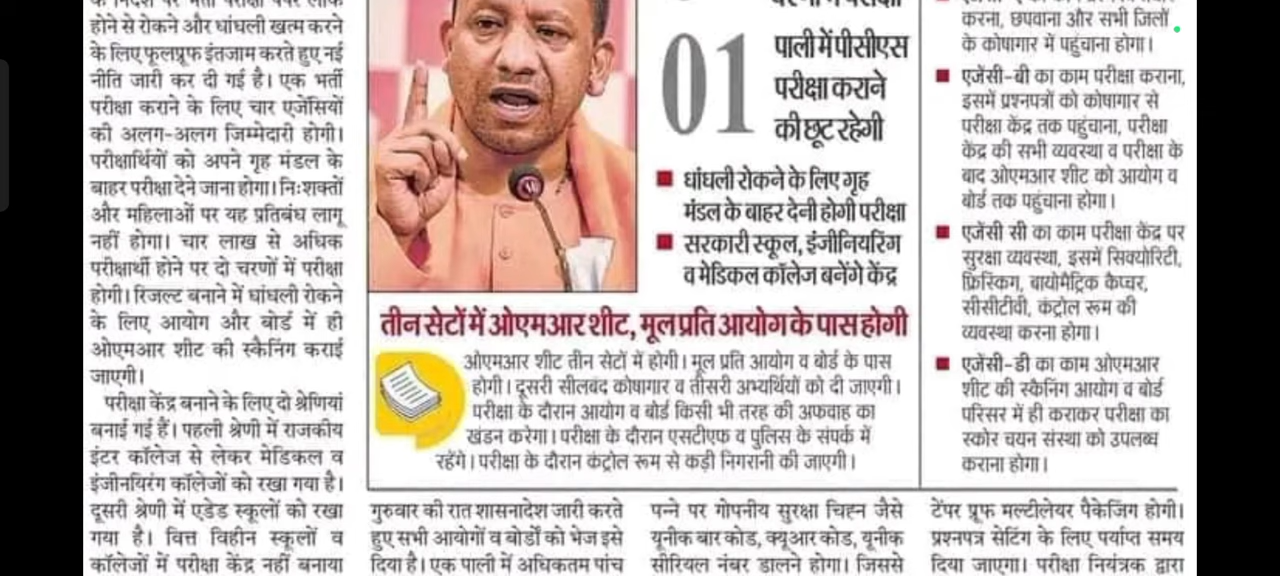 के निर्देश पर भर्ती परीक्षा पेपर लीक
होने से रोकने और धांधली खत्म करने
के लिए फूलप्रूफ इंतजाम करते हुए नई
नीति जारी कर दी गई है। एक भर्ती
परीक्षा कराने के लिए चार एजेंसियों
की अलग-अलग जिम्मेदारी होगी।
परीक्षार्थियों को अपने गृह मंडल के
बाहर परीक्षा देने जाना होगा। निःशक्तों
और महिलाओं पर यह प्रतिबंध लागू
नहीं होगा। चार लाख से अधिक
परीक्षार्थी होने पर दो चरणों में परीक्षा
होगी। रिजल्ट बनाने में धांधली रोकने
के लिए आयोग और बोर्ड में ही
ओएमआर शीट की स्कैनिंग कराई
जाएगी।
परीक्षा केंद्र बनाने के लिए दो श्रेणियां
बनाई गई हैं। पहली श्रेणी में राजकीय
इंटर कॉलेज से लेकर मेडिकल व
इंजीनयिरंग कॉलेजों को रखा गया है।
दूसरी श्रेणी में एडेड स्कूलों को रखा
गया है। वित्त विहीन स्कूलों व
कॉलेजों में परीक्षा केंद्र नहीं बनाया
01
पाली में पीसीएस
परीक्षा कराने
की छूट रहेगी
■ धांधली रोकने के लिए गृह
मंडल के बाहर देनी होगी परीक्षा
■ सरकारी स्कूल, इंजीनियरिंग
व मेडिकल कॉलेज बनेंगे केंद्र
तीन सेटों में ओएमआर शीट, मूल प्रति आयोग के पास होगी
ओएमआर शीट तीन सेटों में होगी। मूल प्रति आयोग व बोर्ड के पास
होगी। दूसरी सीलबंद कोषागार व तीसरी अभ्यर्थियों को दी जाएगी।
परीक्षा के दौरान आयोग व बोर्ड किसी भी तरह की अफवाह का
खंडन करेगा। परीक्षा के दौरान एसटीएफ व पुलिस के संपर्क में
रहेंगे। परीक्षा के दौरान कंट्रोल रूम से कड़ी निगरानी की जाएगी।
करना, छपवाना और सभी जिलों
के कोषागार में पहुंचाना होगा।
■ एजेंसी-बी का काम परीक्षा कराना,
इसमें प्रश्नपत्रों को कोषागार से
परीक्षा केंद्र तक पहुंचाना, परीक्षा
केंद्र की सभी व्यवस्था व परीक्षा के
बाद ओएमआर शीट को आयोग व
बोर्ड तक पहुंचाना होगा।
■ एजेंसी सी का काम परीक्षा केंद्र पर
सुरक्षा व्यवस्था, इसमें सिक्योरिटी,
फ्रिस्किंग, बायोमैट्रिक कैप्चर,
सीसीटीवी, कंट्रोल रूम की
व्यवस्था करना होगा।
■ एजेंसी-डी का काम ओएमआर
शीट की स्कैनिंग आयोग व बोर्ड
परिसर में ही कराकर परीक्षा का
स्कोर चयन संस्था को उपलब्ध
कराना होगा।
गुरुवार की रात शासनादेश जारी करते
हुए सभी आयोगों व बोर्डों को भेज इसे
दिया है। एक पाली में अधिकतम पांच
पन्ने पर गोपनीय सुरक्षा चिह्न जैसे
यूनीक बार कोड, क्यूआर कोड, यूनीक
सीरियल नंबर डालने होगा। जिससे
टेंपर प्रूफ मल्टीलेयर पैकेजिंग होगी।
प्रश्नपत्र सेटिंग के लिए पर्याप्त समय
दिया जाएगा। परीक्षा नियंत्रक द्वारा